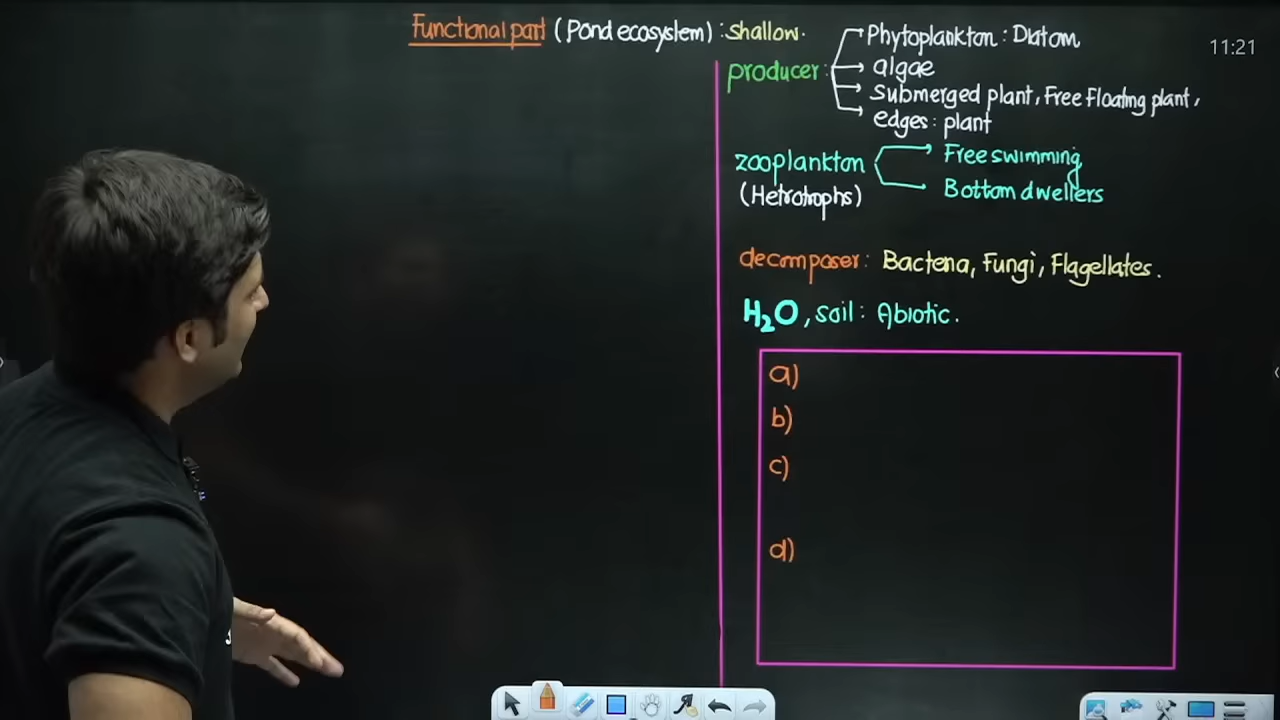 Functional part (Pond ecosystem) : shallow.
11:21
producer :
Phytoplankton : Diatom
algae
submerged plant, Free Floating plant,
edges : plant
zooplankton
(Hetrotrophs)
Free swimming
Bottom dwellers
decomposer : Bacteria, Fungi, Flagellates.
H₂O, soil : Abiotic.
a)
b)
c)
d)